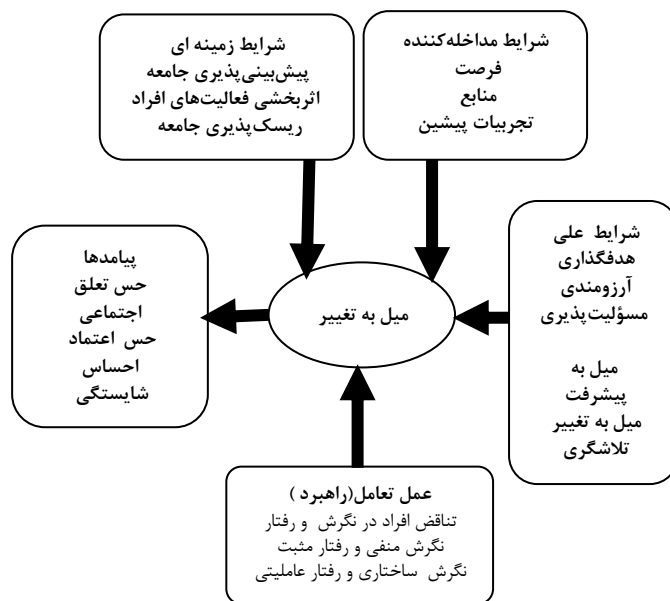 شرایط مداخله‌کننده
فرصت
منابع
تجربیات پیشین
شرایط زمینه ای
پیش‌بینی‌پذیری جامعه
اثربخشی فعالیت‌های افراد
ریسک‌پذیری جامعه
شرایط علی
هدفگذاری
آرزومندی
مسؤلیت‌پذیری
میل به
پیشرفت
میل به تغییر
تلاشگری
میل به تغییر
پیامدها
حس تعلق
اجتماعی
حس اعتماد
احساس
شایستگی
عمل تعامل(راهبرد )
تناقض افراد در نگرش و رفتار
نگرش منفی و رفتار مثبت
نگرش ساختاری و رفتار عاملیتی